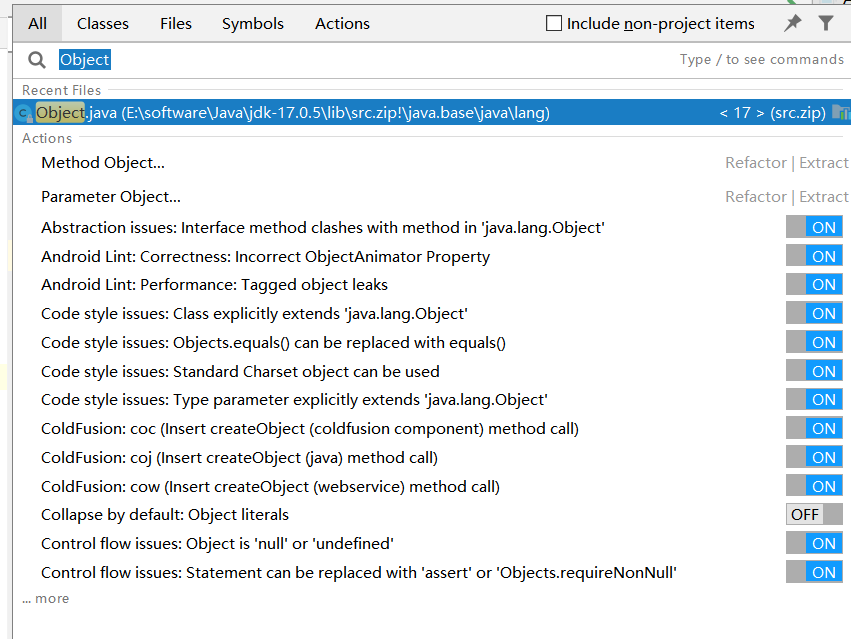 All Classes Files Symbols Actions Include non-project items
Object Type / to see commands
Recent Files
Object.java (E:\software\Java\jdk-17.0.5\lib\src.zip!\java.base\java\lang) < 17 > (src.zip)
Actions
Method Object... Refactor | Extract
Parameter Object... Refactor | Extract
Abstraction issues: Interface method clashes with method in 'java.lang.Object' ON
Android Lint: Correctness: Incorrect ObjectAnimator Property ON
Android Lint: Performance: Tagged object leaks ON
Code style issues: Class explicitly extends 'java.lang.Object' ON
Code style issues: Objects.equals() can be replaced with equals() ON
Code style issues: Standard Charset object can be used ON
Code style issues: Type parameter explicitly extends 'java.lang.Object' ON
ColdFusion: coc (Insert createObject (coldfusion component) method call) ON
ColdFusion: coj (Insert createObject (java) method call) ON
ColdFusion: cow (Insert createObject (webservice) method call) ON
Collapse by default: Object literals OFF
Control flow issues: Object is 'null' or 'undefined' ON
Control flow issues: Statement can be replaced with 'assert' or 'Objects.requireNonNull' ON
... more